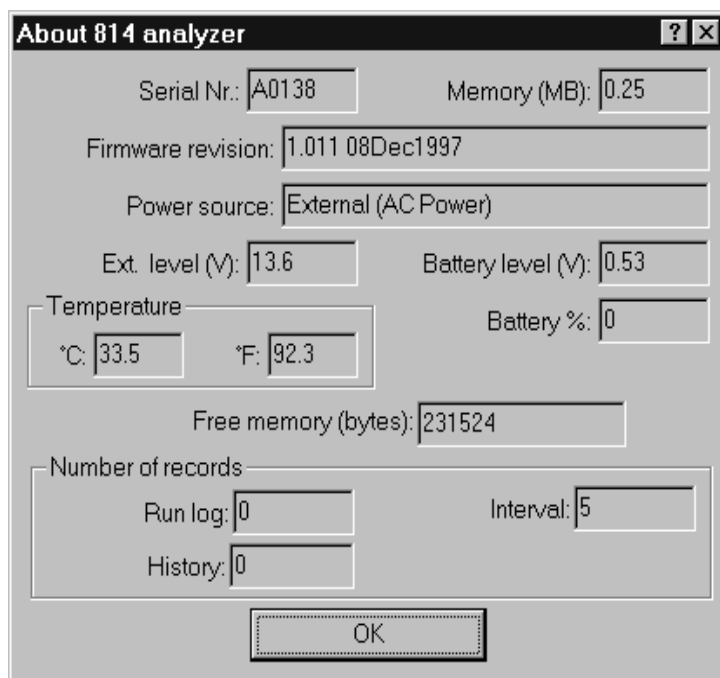 About 814 analyzer
Serial Nr.: A0138 Memory (MB): 0.25
Firmware revision: 1.011 08Dec1997
Power source: External (AC Power)
Ext. level (V): 13.6 Battery level (V): 0.53
Temperature
Battery %: 0
°C: 33.5 °F: 92.3
Free memory (bytes): 231524
Number of records
Run log: 0 Interval: 5
History: 0
OK